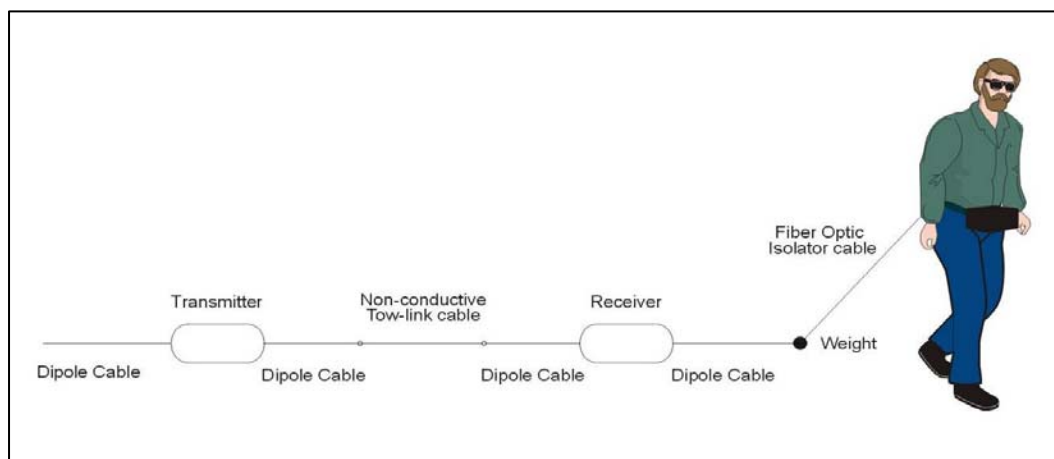 Fiber Optic
Isolator cable
Transmitter
Non-conductive
Tow-link cable
Receiver
Weight
Dipole Cable
Dipole Cable
Dipole Cable
Dipole Cable